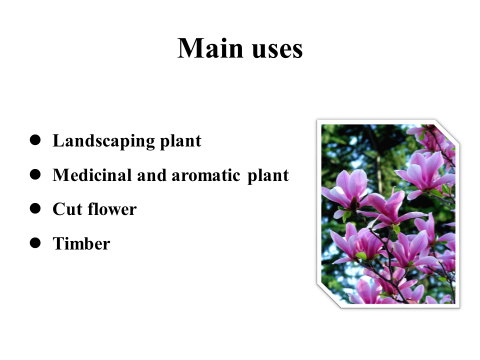 Main uses
● Landscaping plant
● Medicinal and aromatic plant
● Cut flower
● Timber